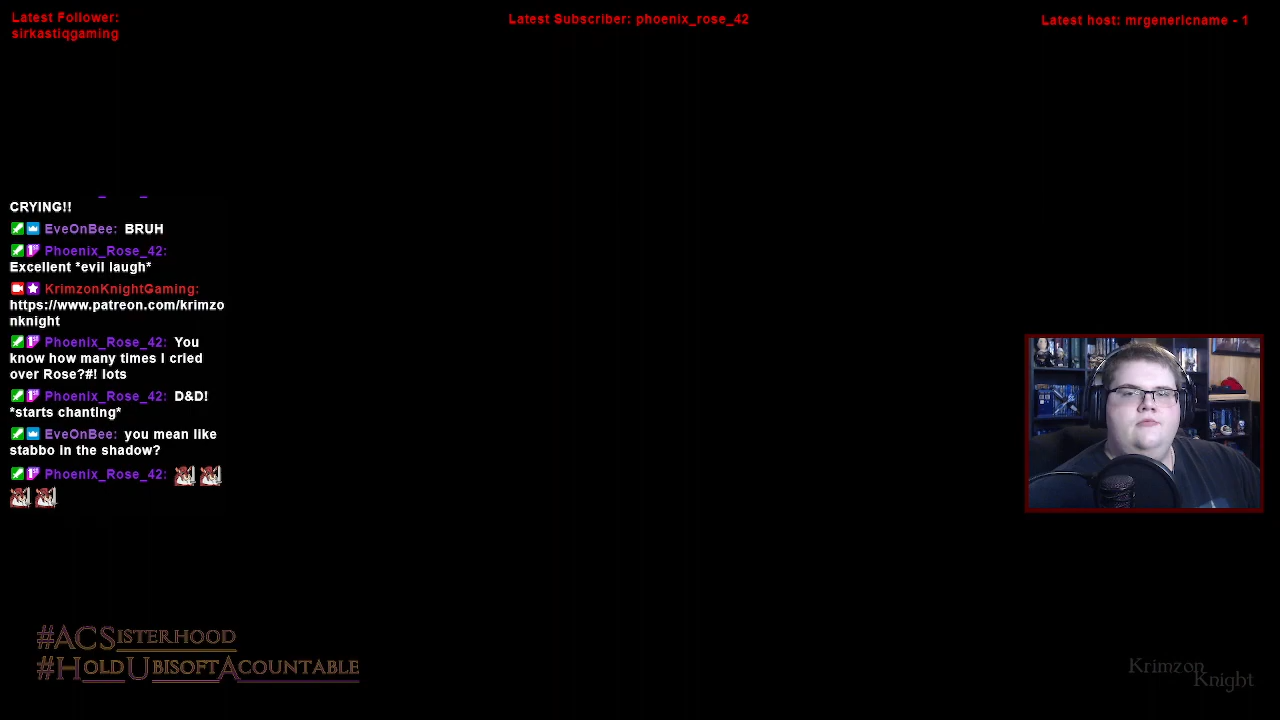 Latest Follower:
sirkastiqgaming
Latest Subscriber: phoenix_rose_42
Latest host: mrgenericname - 1
CRYING!!
EveOnBee: BRUH
Phoenix_Rose_42:
Excellent *evil laugh*
KrimzonKnightGaming:
https://www.patreon.com/krimzo
nknight
Phoenix_Rose_42: You
know how many times I cried
over Rose?#! lots
Phoenix_Rose_42: D&D!
*starts chanting*
EveOnBee: you mean like
stabbo in the shadow?
Phoenix_Rose_42:
#ACSisterhood
#HoldUbisoftAcountable
Krimzon
Knight